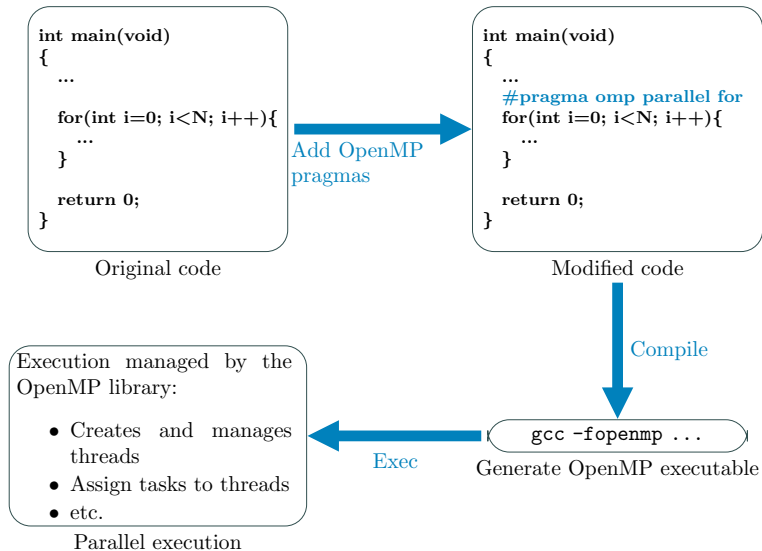 int main(void)
{
...
for(int i=0; i<N; i++){
...
}
return 0;
}
Original code
Add OpenMP
pragmas
int main(void)
{
...
#pragma omp parallel for
for(int i=0; i<N; i++){
...
}
return 0;
}
Modified code
Compile
gcc -fopenmp ...
Generate OpenMP executable
Exec
Execution managed by the
OpenMP library:
• Creates and manages
threads
• Assign tasks to threads
• etc.
Parallel execution